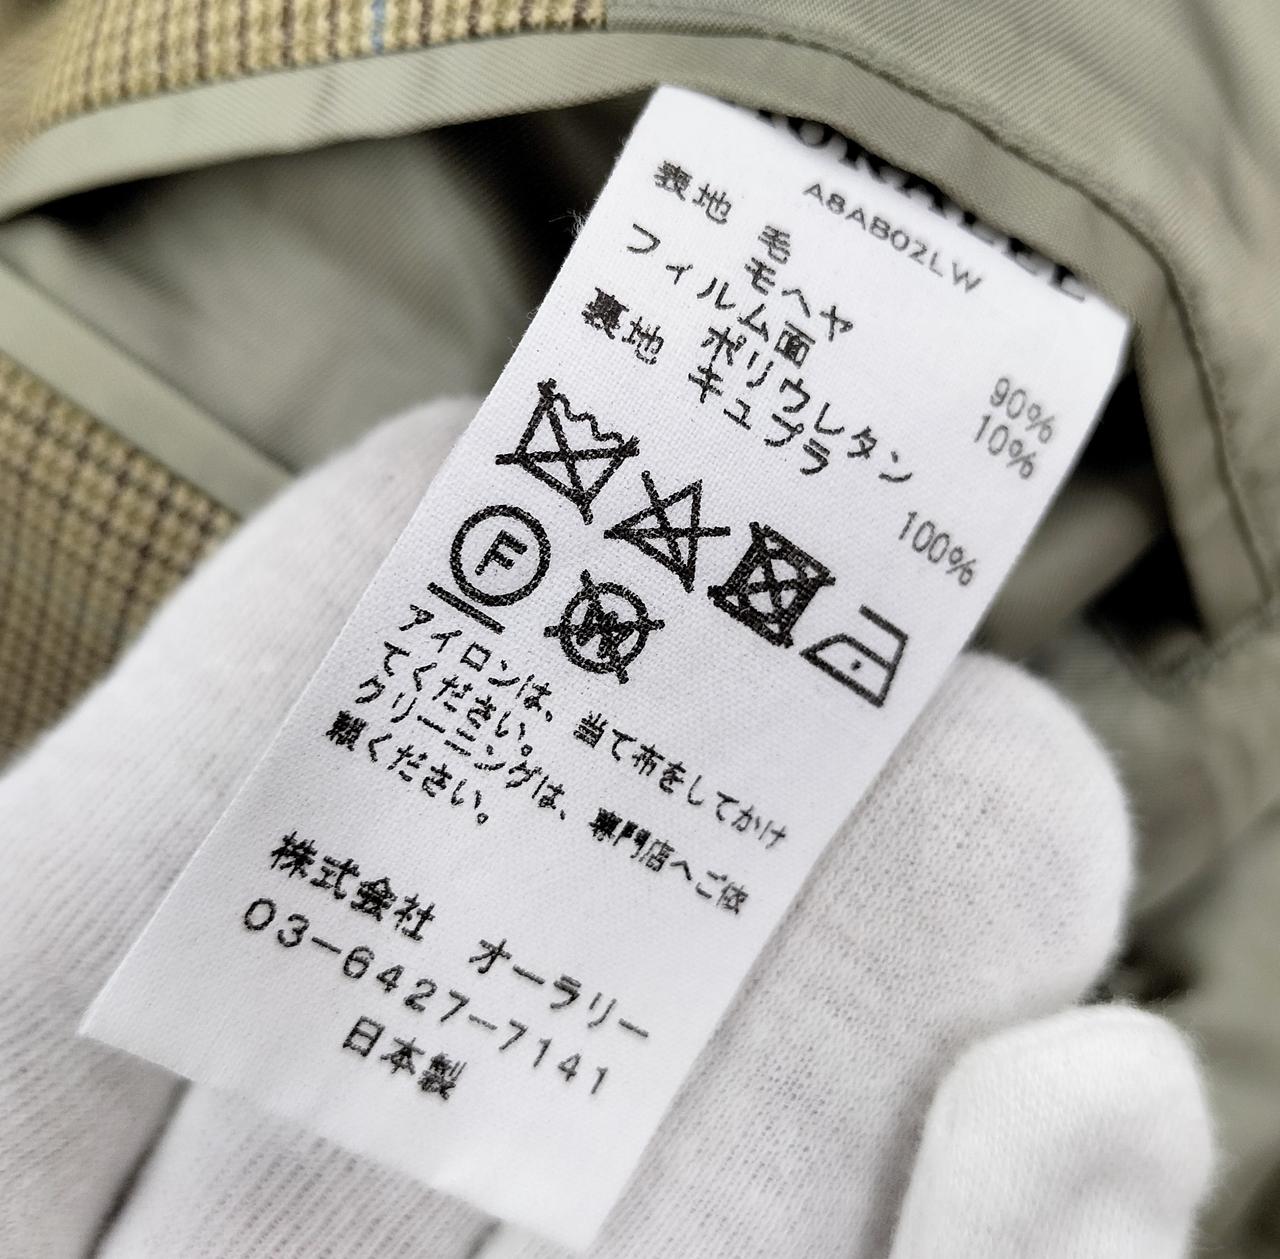 A8AB02LW
表地 毛 90%
毛ヘヤ 10%
フィルム面
ポリウレタン
裏地 キュプラ 100%
F
W
アイロンは、当て布をしてかけ
てください。
クリーニングは、専門店へご依
頼ください。
株式会社 オーラリー
03-6427-7141
日本製